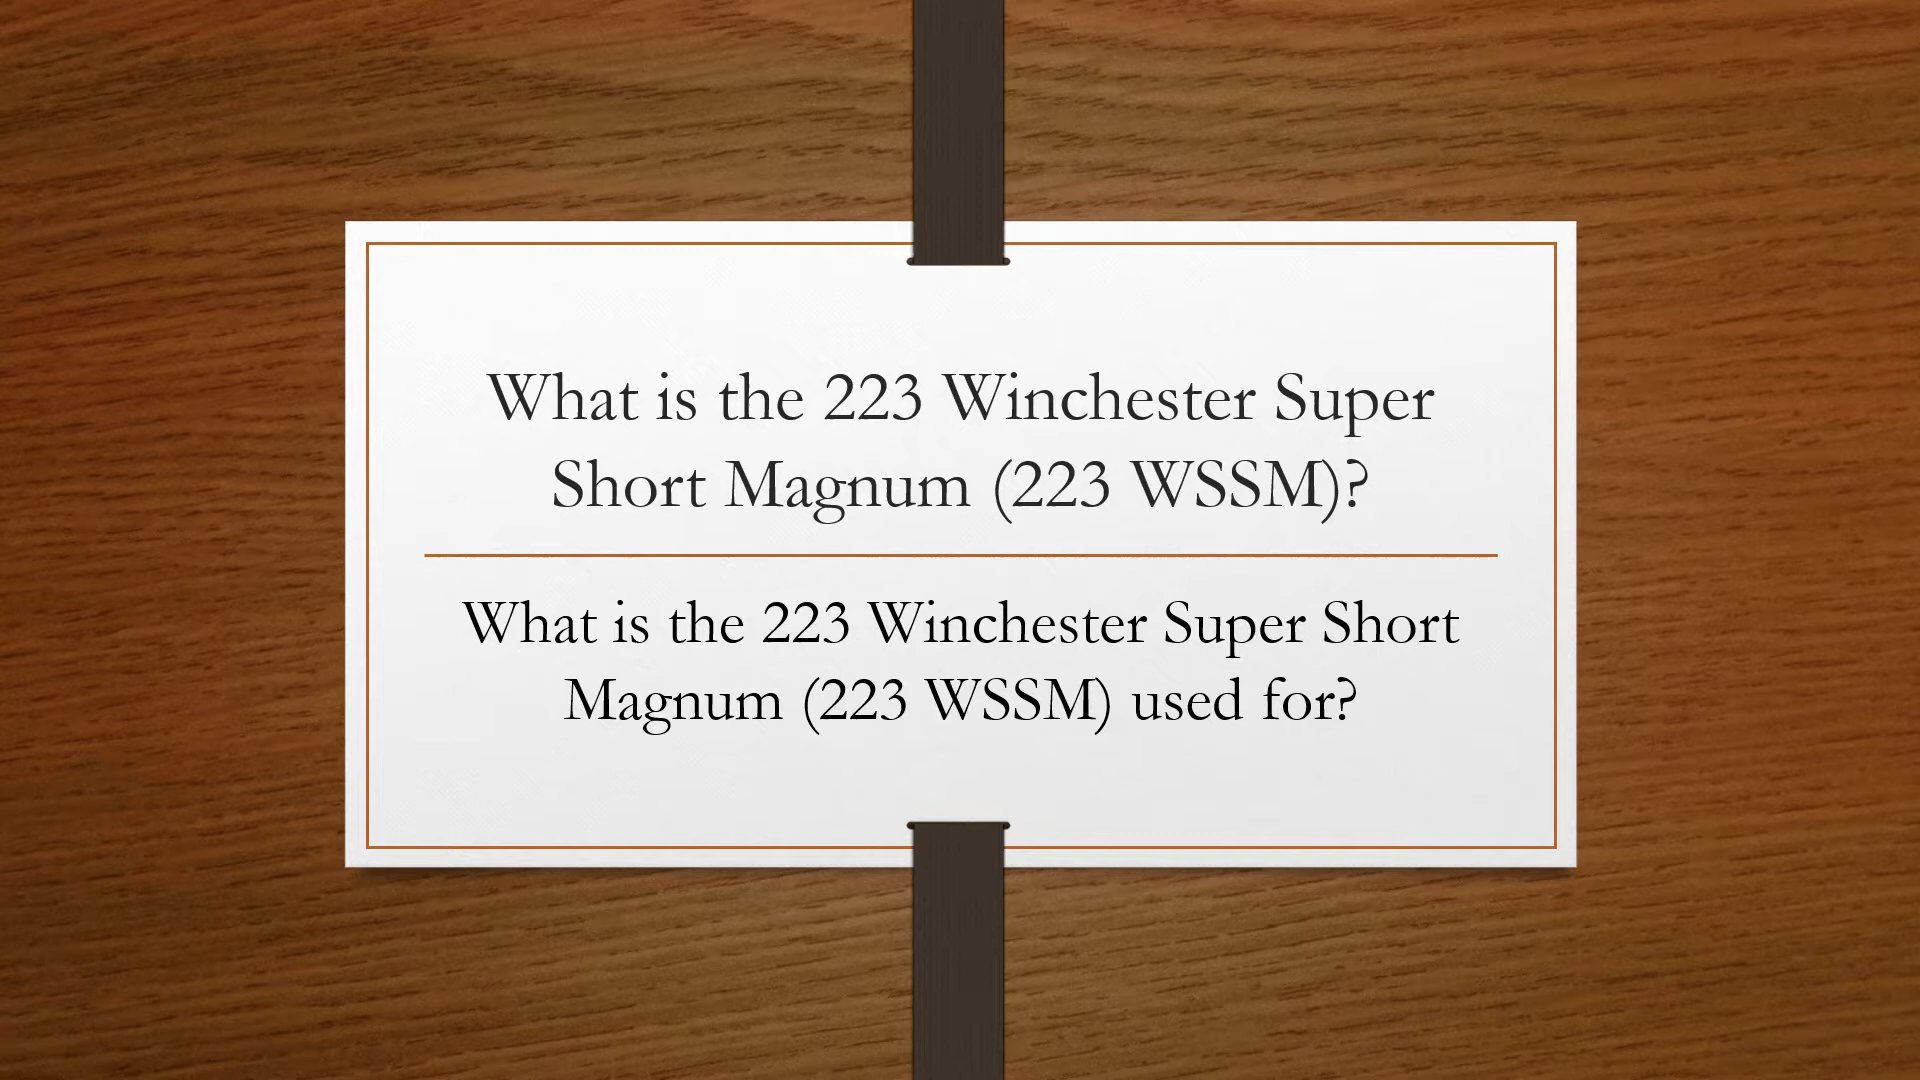 What is the 223 Winchester Super
Short Magnum (223 WSSM)?
What is the 223 Winchester Super Short
Magnum (223 WSSM) used for?